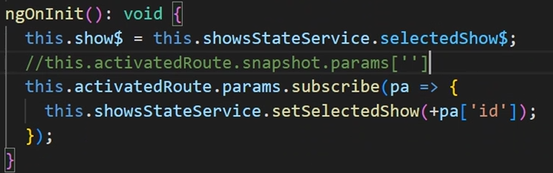 ngOnInit(): void {
this.show$ = this.showsStateService.selectedShow$;
//this.activatedRoute.snapshot.params['']
this.activatedRoute.params.subscribe(pa => {
this.showsStateService.setSelectedShow(+pa['id']);
});
}